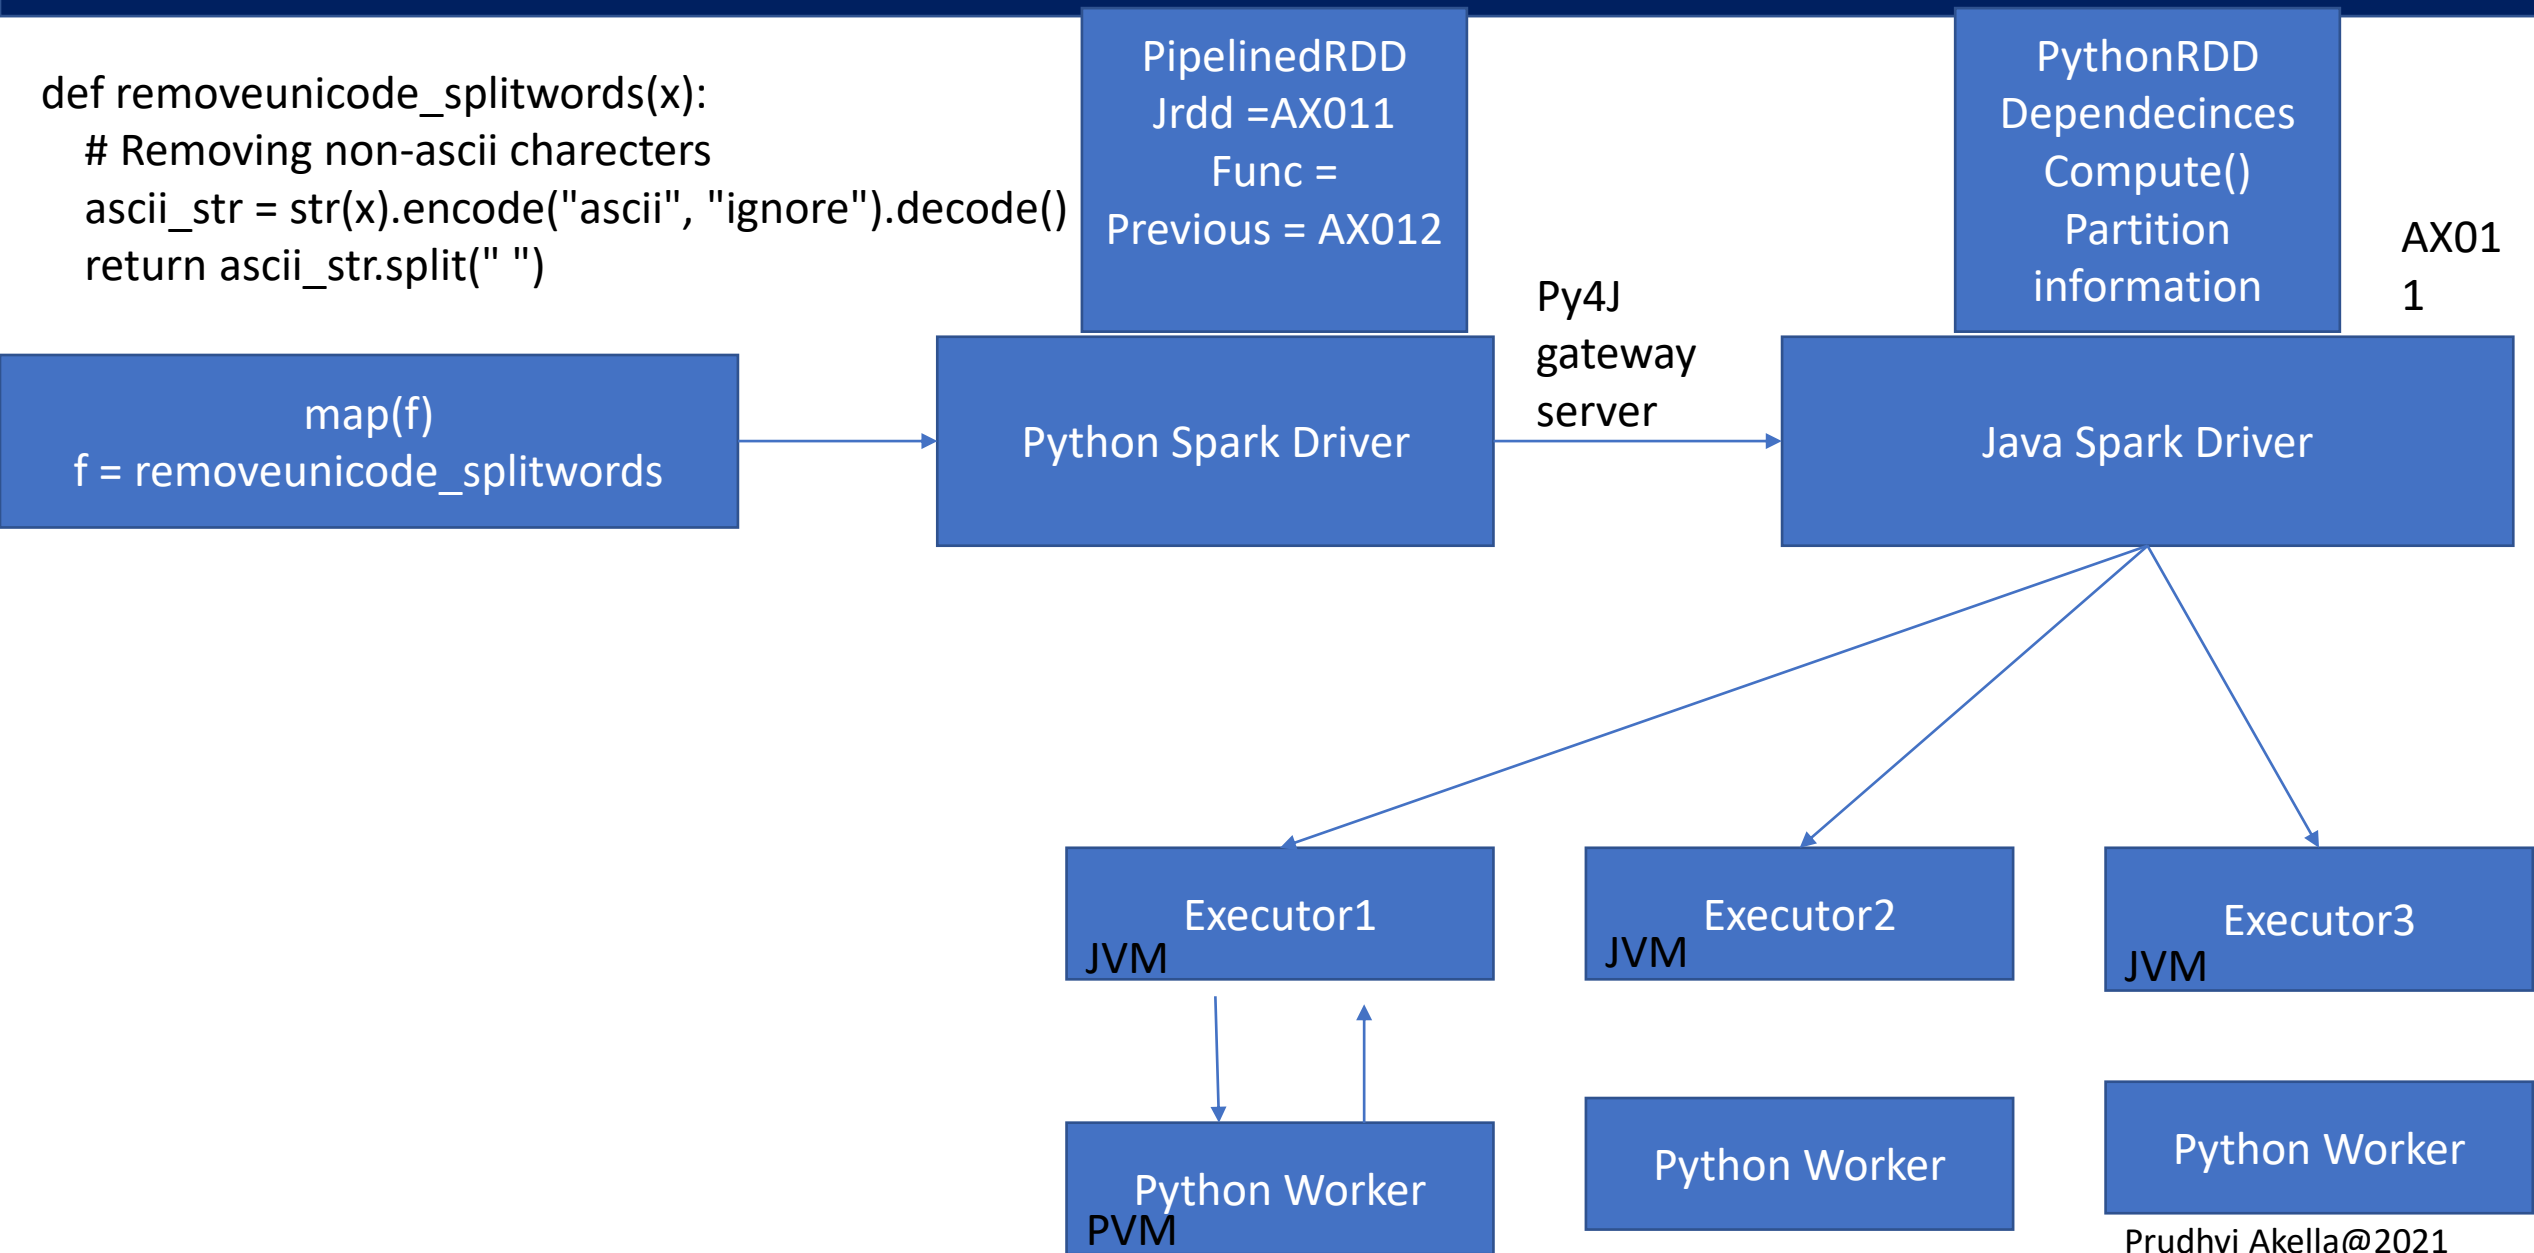 def removeunicode_splitwords(x):
# Removing non-ascii charecters
ascii_str = str(x).encode("ascii", "ignore").decode()
return ascii_str.split(" ")
PipelinedRDD
Jrdd =AX011
Func =
Previous = AX012
PythonRDD
Dependecinces
Compute()
Partition
information
AX01
1
Py4J
gateway
server
map(f)
f = removeunicode_splitwords
Python Spark Driver
Java Spark Driver
Executor1
JVM
Executor2
JVM
Executor3
JVM
Python Worker
PVM
Python Worker
Python Worker
Prudhvi Akella@2021